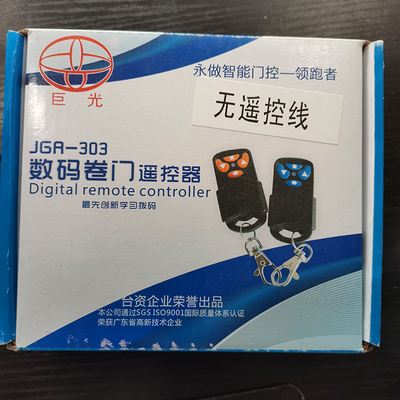 永做智能门控—领跑者
巨光
无遥控线
JGA-303
数码卷门遥控器
Digital remote controller
最先创新学习拨码
台资企业荣誉出品
本公司通过SGS ISO9001国际质量体系认证
荣获广东省高新技术企业